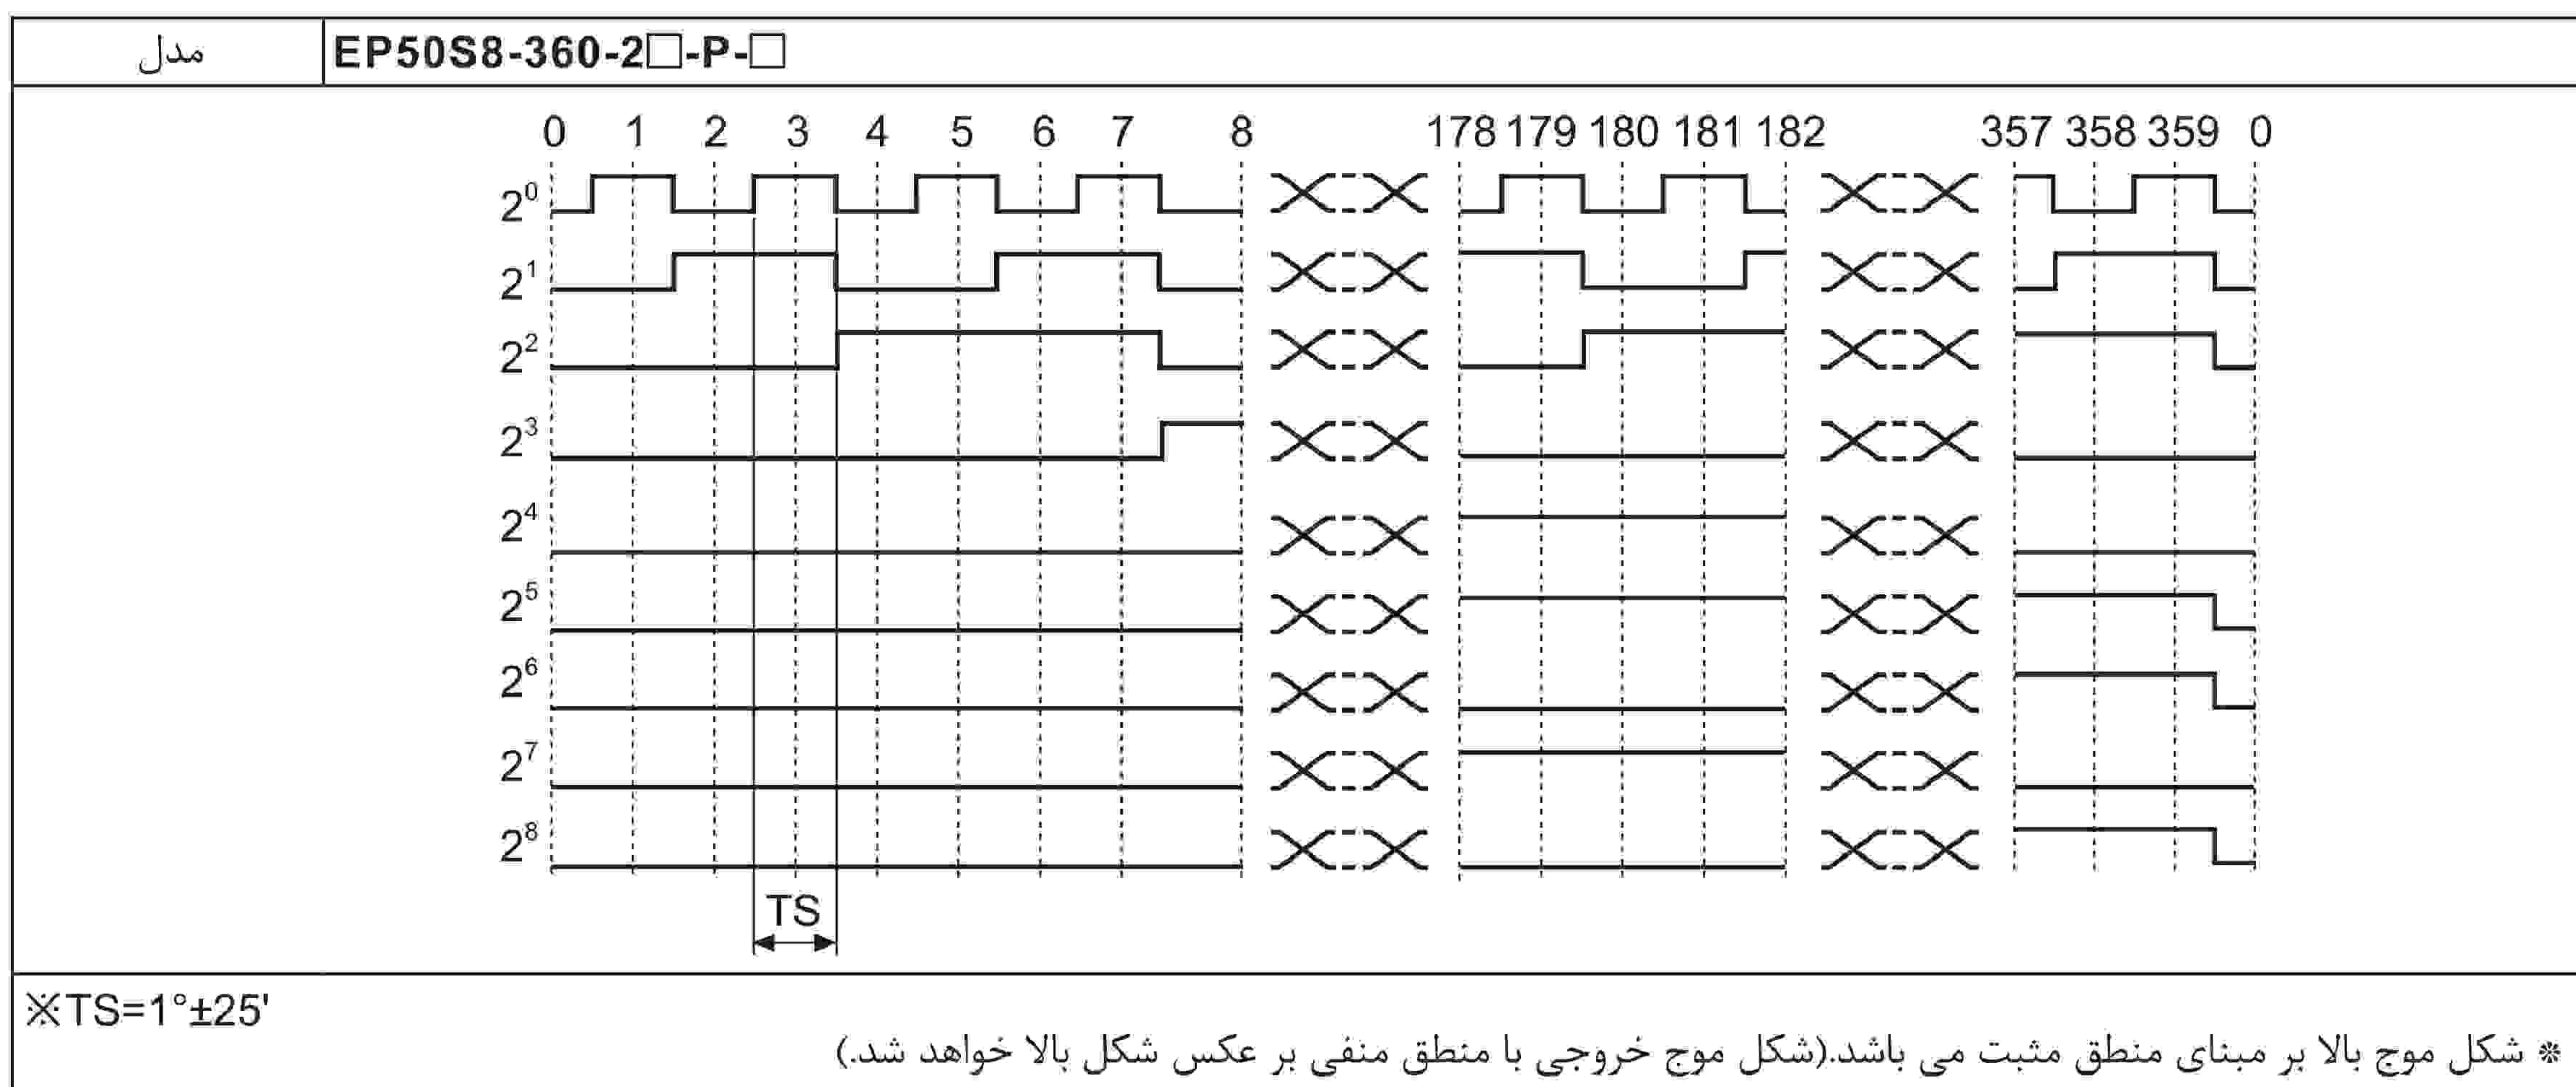 مدل
EP50S8-360-2□-P-□
0 1 2 3 4 5 6 7 8 178 179 180 181 182 357 358 359 0
2⁰
2¹
2²
2³
2⁴
2⁵
2⁶
2⁷
2⁸
TS
※TS=1°±25'
❊ شکل موج بالا بر مبنای منطق مثبت می باشد.(شکل موج خروجی با منطق منفی بر عکس شکل بالا خواهد شد.)